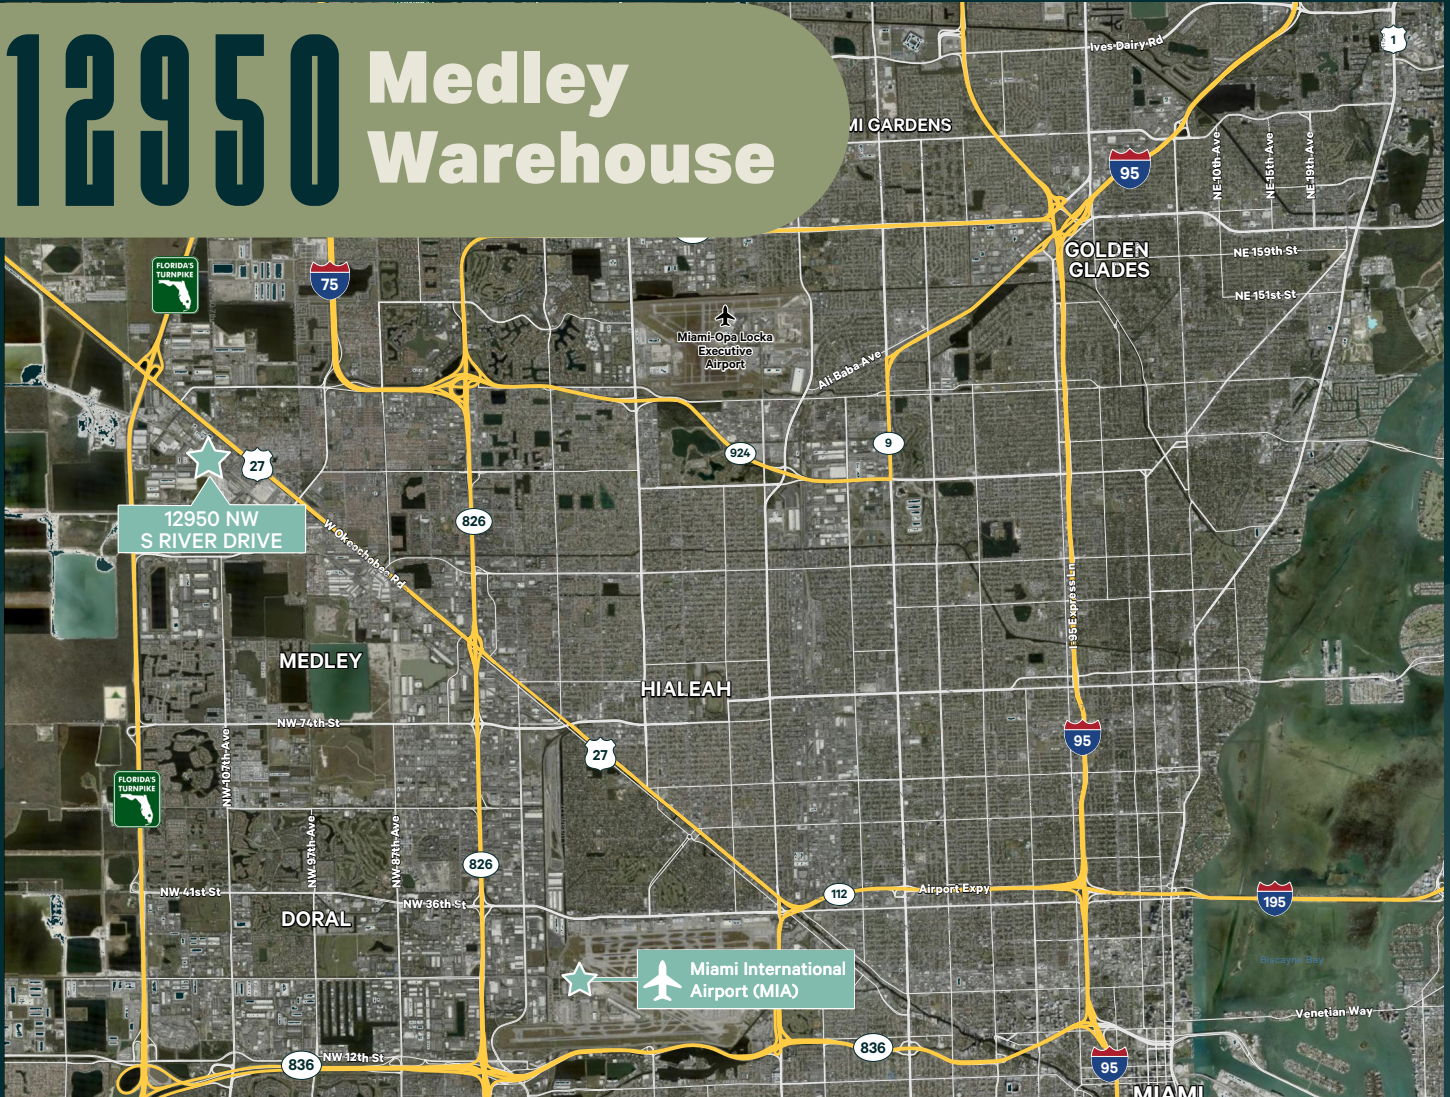 12950
Medley
Warehouse
Ives Dairy Rd
1
MI GARDENS
95
NE 10th Ave
NE 15th Ave
NE 19th Ave
GOLDEN
GLADES
NE 159th St
NE 151st St
FLORIDA'S
TURNPIKE
75
Miami-Opa Locka
Executive
Airport
Ali Baba Ave
924
9
27
12950 NW
S RIVER DRIVE
826
W Okeechobee Rd
I-95 Express Ln
MEDLEY
HIALEAH
NW 74th St
27
95
NW 107th Ave
FLORIDA'S
TURNPIKE
NW 97th Ave
NW 87th Ave
826
NW 41st St
NW 36th St
112
Airport Expy
195
DORAL
Miami International
Airport (MIA)
Biscayne Bay
Venetian Way
836
NW 12th St
836
95
MIAMI